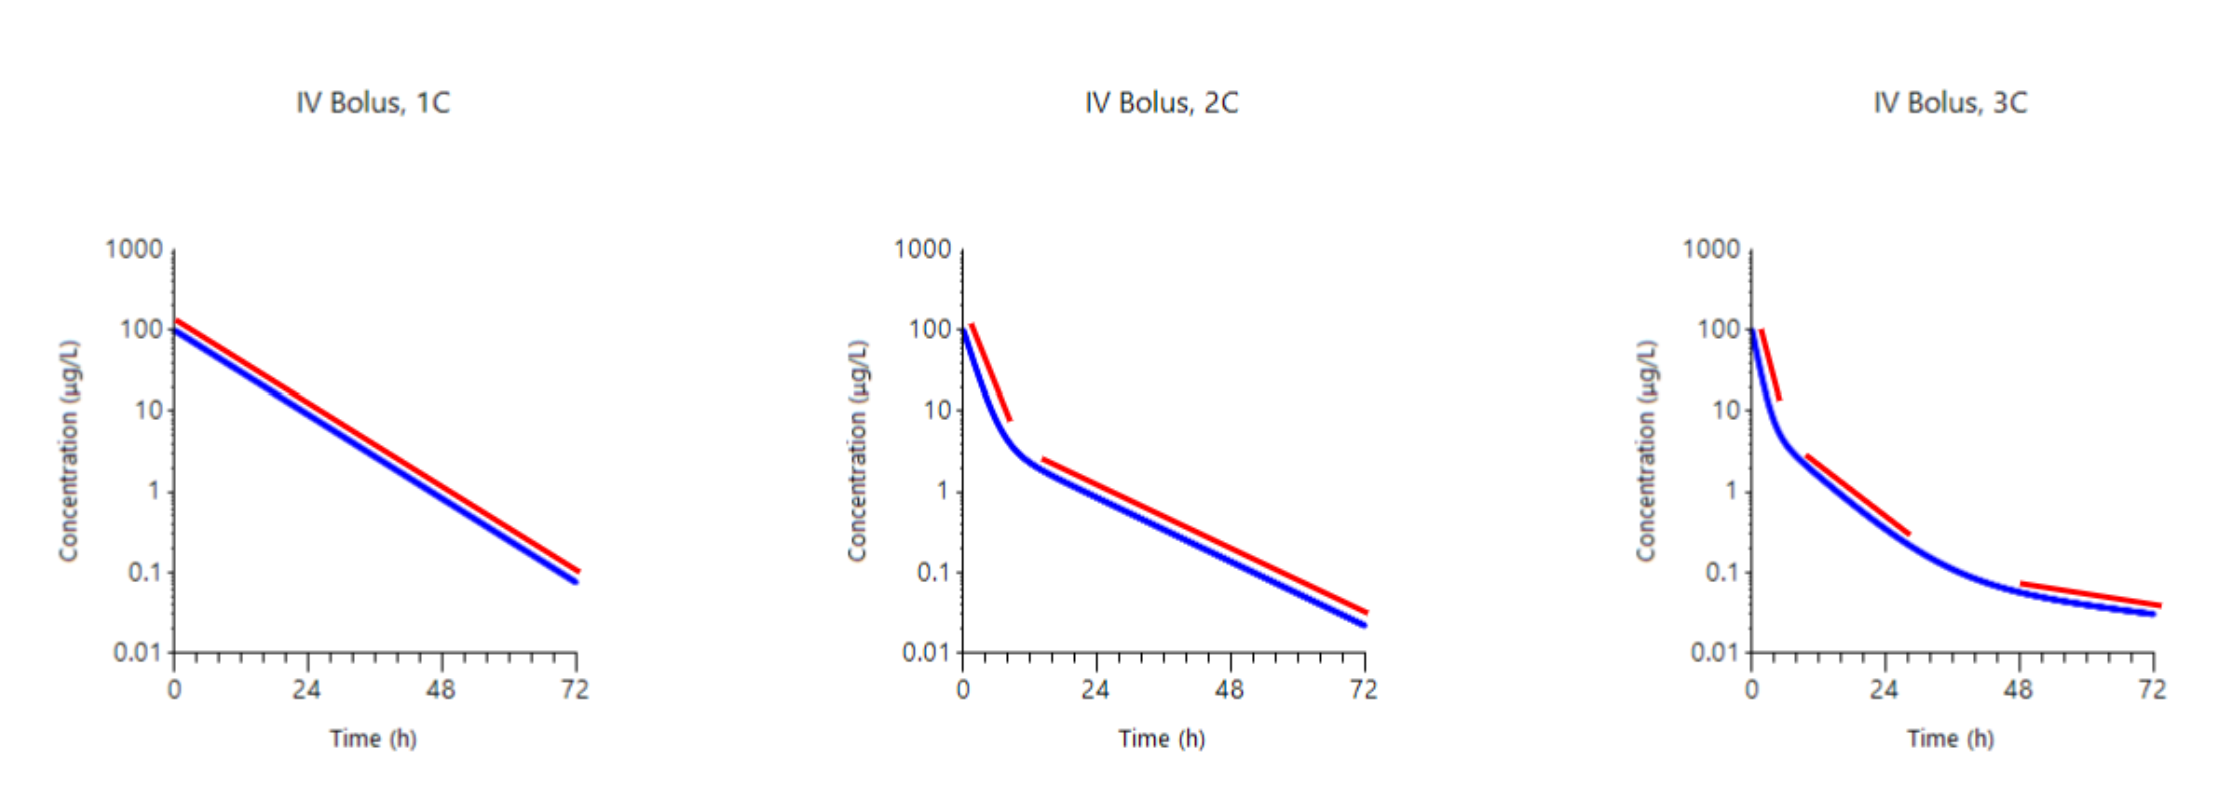 IV Bolus, 1C
1000
100
10
1
0.1
0.01
Concentration (µg/L)
0 24 48 72
Time (h)
IV Bolus, 2C
1000
100
10
1
0.1
0.01
Concentration (µg/L)
0 24 48 72
Time (h)
IV Bolus, 3C
1000
100
10
1
0.1
0.01
Concentration (µg/L)
0 24 48 72
Time (h)